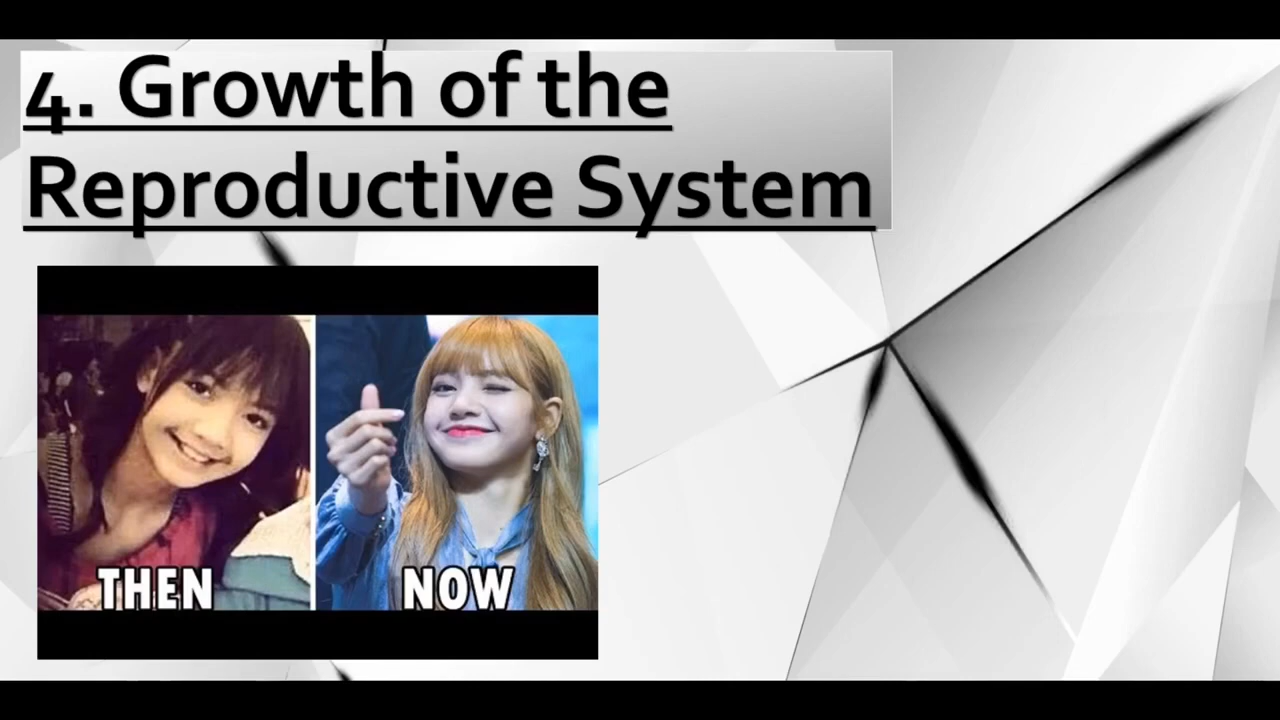 4. Growth of the
Reproductive System
THEN
NOW